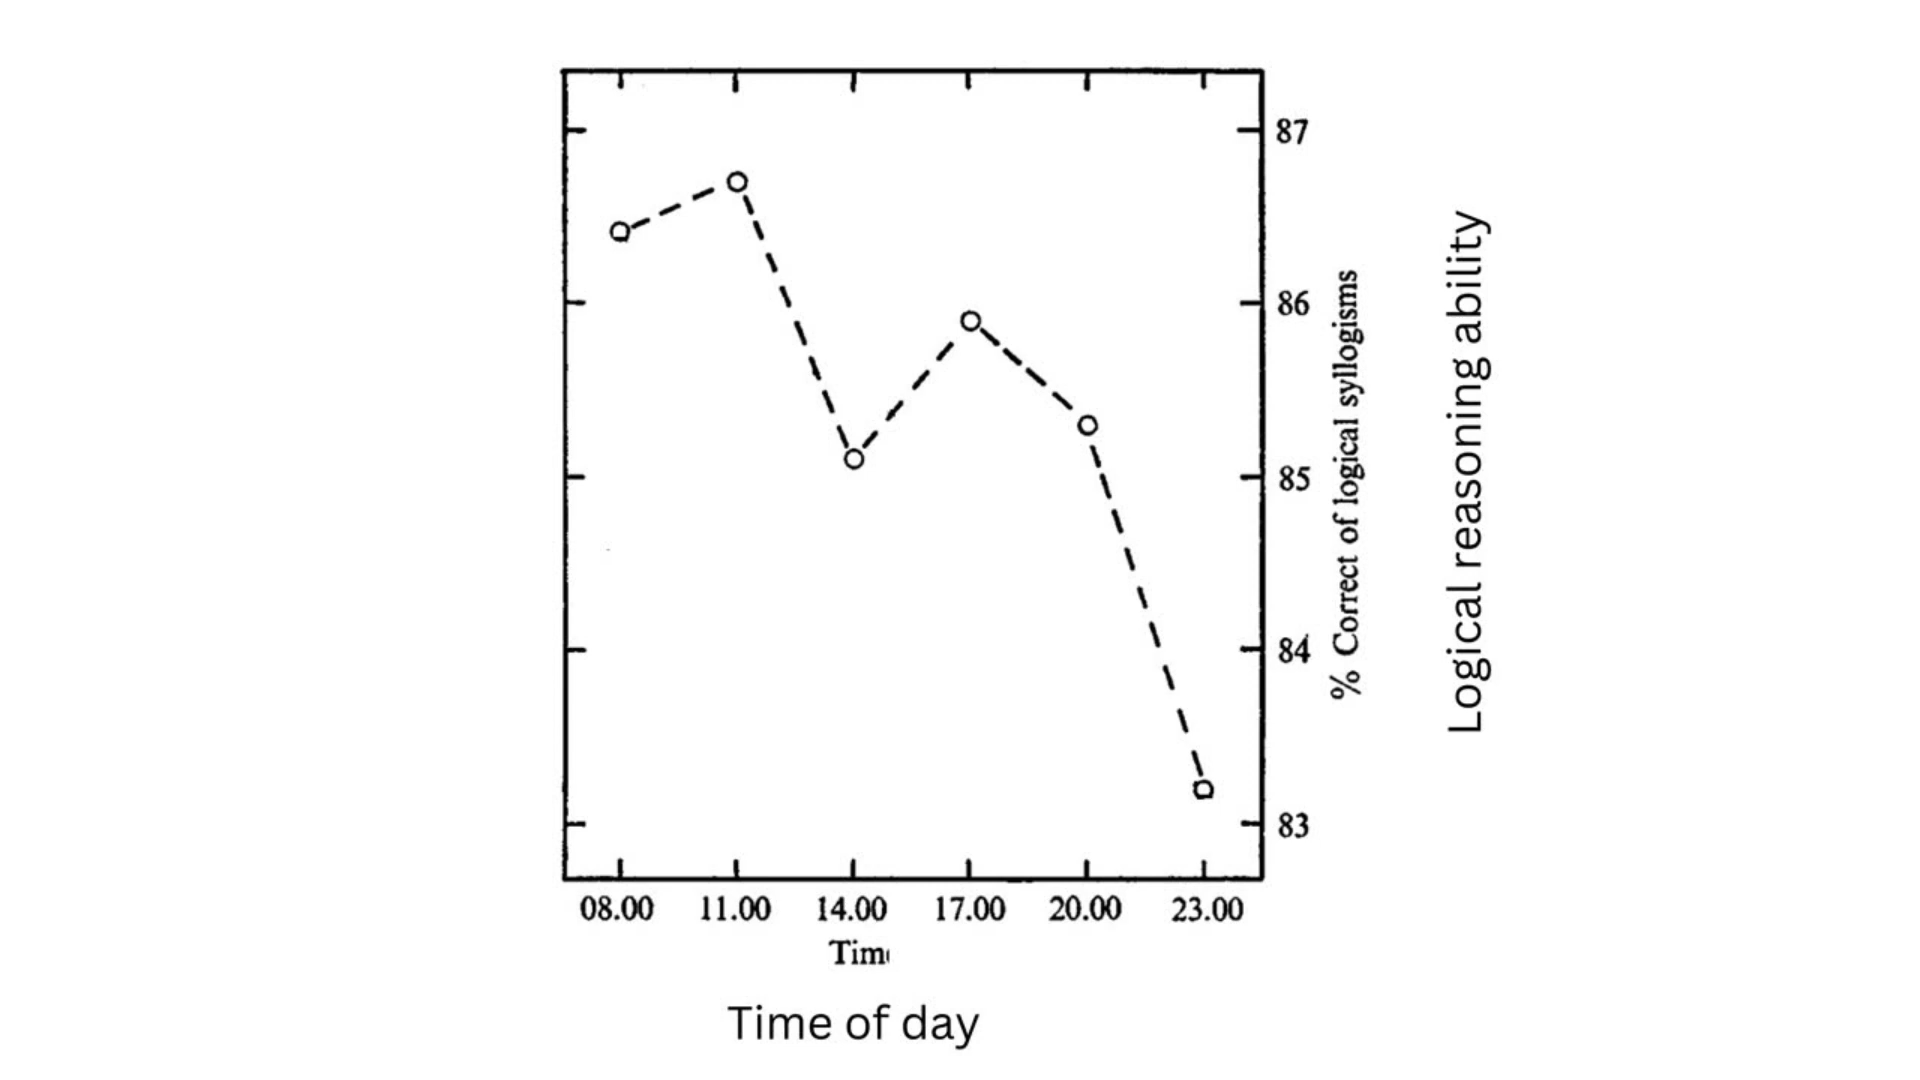 87
86
85
84
83
% Correct of logical syllogisms
Logical reasoning ability
08.00 11.00 14.00 17.00 20.00 23.00
Tim
Time of day